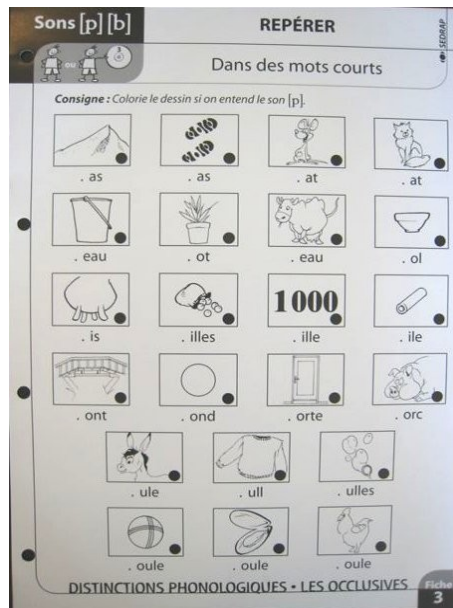 Sons [p] [b]
REPÉRER
SEDRAP
3
ou
Dans des mots courts
Consigne : Colorie le dessin si on entend le son [p].
. as . as . at . at
. eau . ot . eau . ol
1000
. is . illes . ille . ile
. ont . ond . orte . orc
. ule . ull . ulles
. oule . oule . oule
DISTINCTIONS PHONOLOGIQUES • LES OCCLUSIVES
Fiche
3